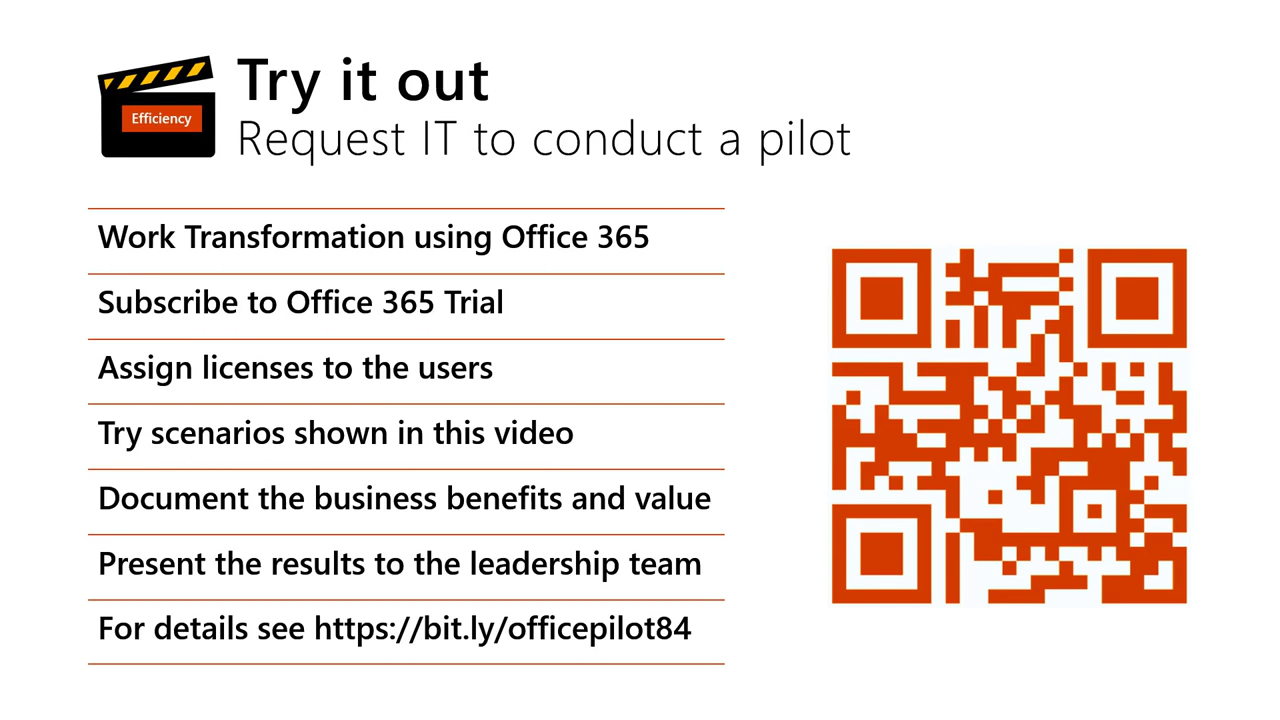 Efficiency
Try it out
Request IT to conduct a pilot
Work Transformation using Office 365
Subscribe to Office 365 Trial
Assign licenses to the users
Try scenarios shown in this video
Document the business benefits and value
Present the results to the leadership team
For details see https://bit.ly/officepilot84